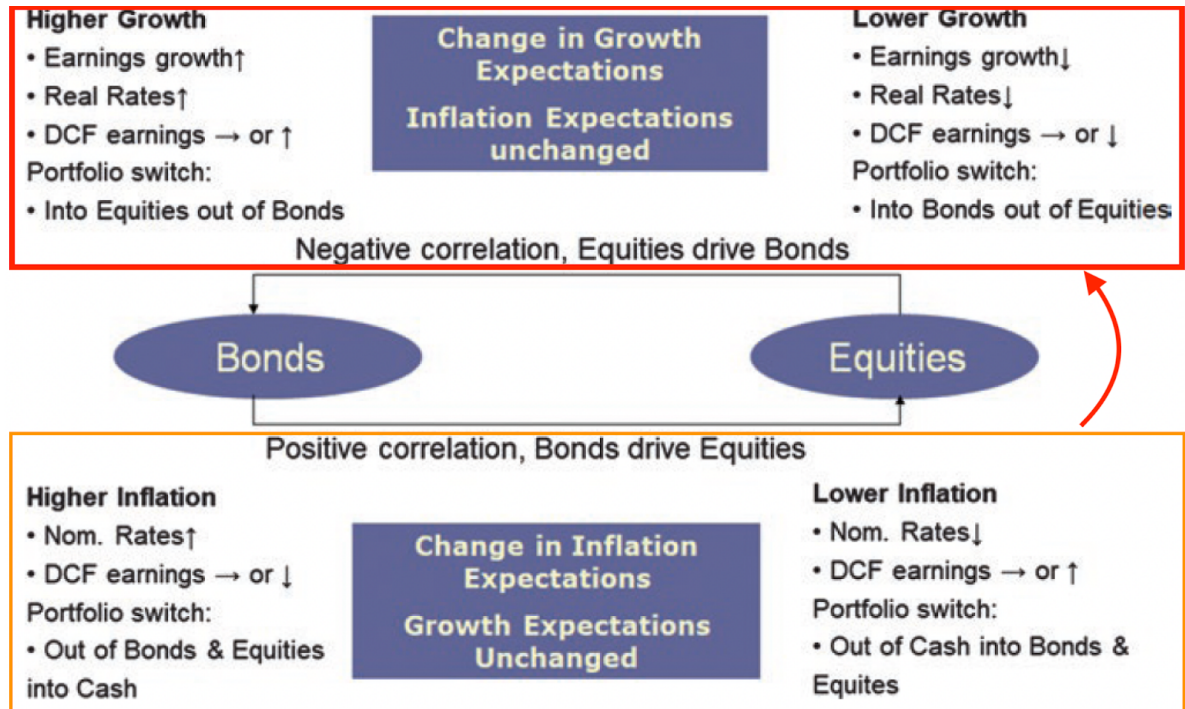 Higher Growth
• Earnings growth↑
• Real Rates↑
• DCF earnings → or ↑
Portfolio switch:
• Into Equities out of Bonds
Change in Growth
Expectations
Inflation Expectations
unchanged
Lower Growth
• Earnings growth↓
• Real Rates↓
• DCF earnings → or ↓
Portfolio switch:
• Into Bonds out of Equities
Negative correlation, Equities drive Bonds
Bonds
Equities
Positive correlation, Bonds drive Equities
Higher Inflation
• Nom. Rates↑
• DCF earnings → or ↓
Portfolio switch:
• Out of Bonds & Equities
into Cash
Change in Inflation
Expectations
Growth Expectations
Unchanged
Lower Inflation
• Nom. Rates↓
• DCF earnings → or ↑
Portfolio switch:
• Out of Cash into Bonds &
Equites